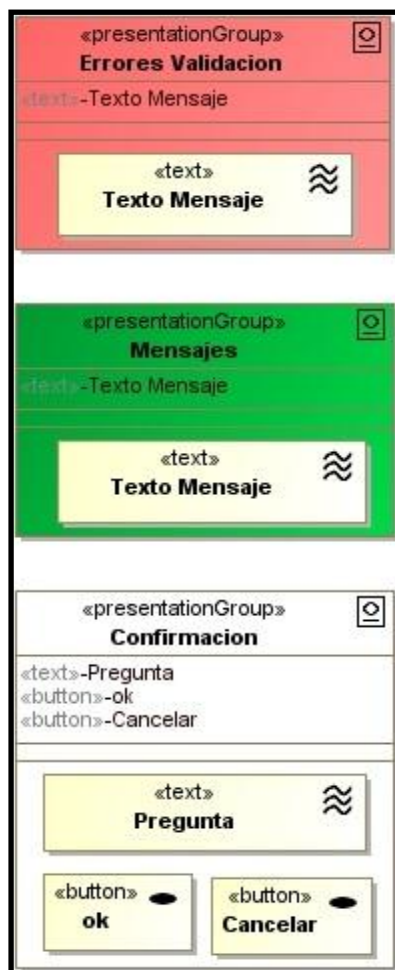 «presentationGroup»
Errores Validacion
«text»-Texto Mensaje
«text»
Texto Mensaje
«presentationGroup»
Mensajes
«text»-Texto Mensaje
«text»
Texto Mensaje
«presentationGroup»
Confirmacion
«text»-Pregunta
«button»-ok
«button»-Cancelar
«text»
Pregunta
«button»
ok
«button»
Cancelar